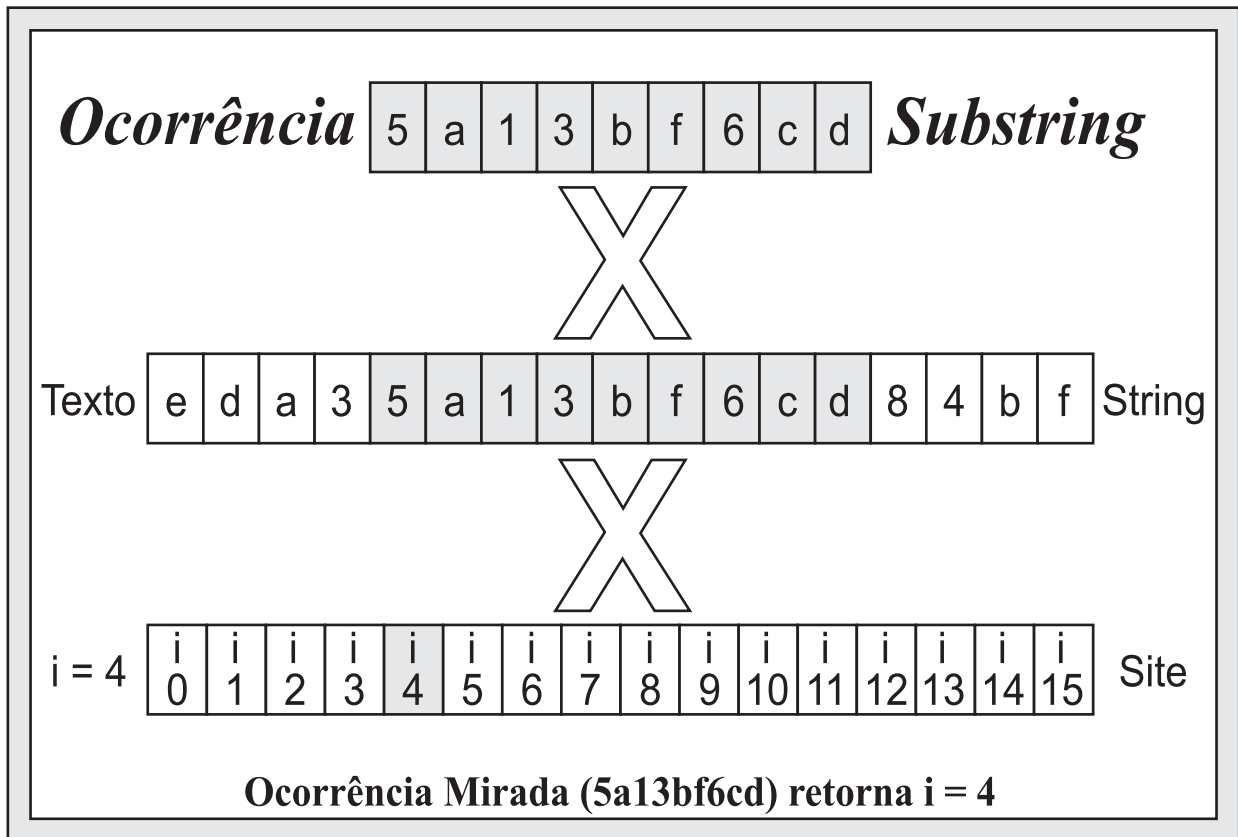 Ocorrência 5 a 1 3 b f 6 c d Substring
X
Texto e d a 3 5 a 1 3 b f 6 c d 8 4 b f String
X
i i i i i i i i i i i i i i i i
i = 4 0 1 2 3 4 5 6 7 8 9 10 11 12 13 14 15 Site
Ocorrência Mirada (5a13bf6cd) retorna i = 4